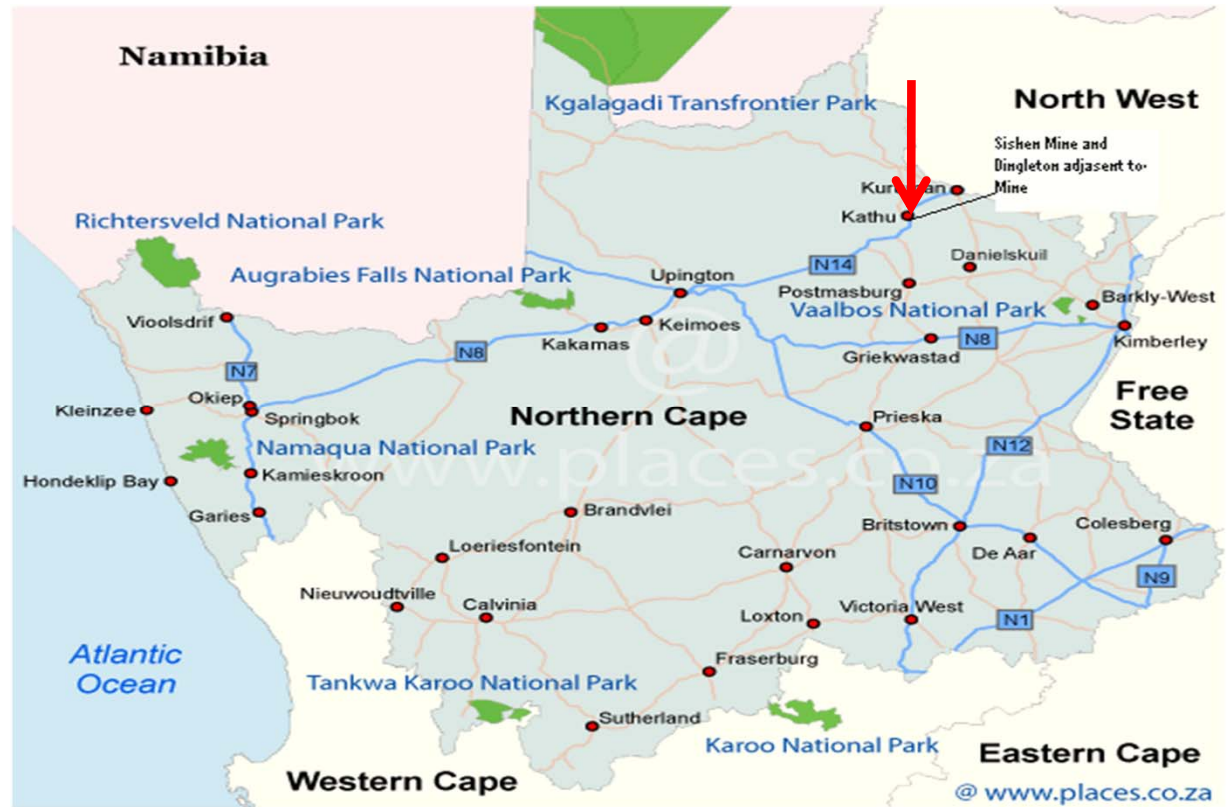 Namibia
Kgalagadi Transfrontier Park
North West
Sishen Mine and
Dingleton adjasent to
Mine
Kathu
Richtersveld National Park
Augrabies Falls National Park
Upington
N14
Danielskuil
Postmasburg
Barkly-West
Vaalbos National Park
Vioolsdrif
Keimoes
Kakamas
N8
N8
Kimberley
Griekwastad
N7
Free
State
Okiep
Kleinzee
Springbok
Northern Cape
Prieska
@
www.places.co.za
N12
Namaqua National Park
Kamieskroon
Hondeklip Bay
N10
Garies
Brandvlei
Britstown
Colesberg
De Aar
Loeriesfontein
Carnarvon
N9
Nieuwoudtville
Calvinia
Loxton
Victoria West
N1
Atlantic
Ocean
Fraserburg
Tankwa Karoo National Park
Sutherland
Karoo National Park
Eastern Cape
Western Cape
@ www.places.co.za